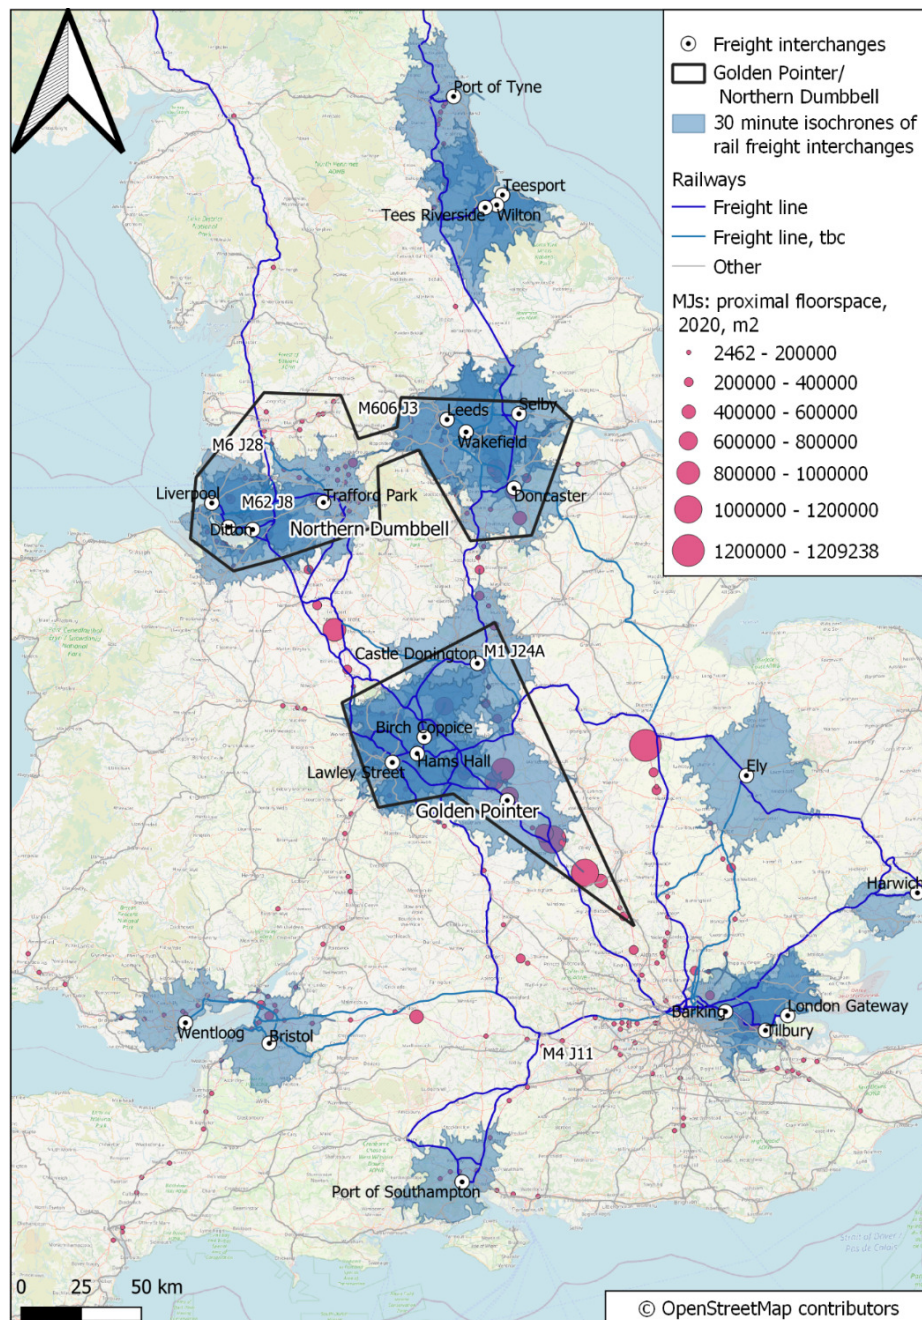 Freight interchanges
Golden Pointer/
Northern Dumbbell
30 minute isochrones of
rail freight interchanges
Railways
Freight line
Freight line, tbc
Other
MJs: proximal floorspace,
2020, m2
2462 - 200000
200000 - 400000
400000 - 600000
600000 - 800000
800000 - 1000000
1000000 - 1200000
1200000 - 1209238
Port of Tyne
Teesport
Tees Riverside
Wilton
M606 J3
Leeds
Selby
Wakefield
M6 J28
Liverpool
M62 J8
Trafford Park
Doncaster
Ditton
Northern Dumbbell
Castle Donington
M1 J24A
Birch Coppice
Lawley Street
Hams Hall
Ely
Golden Pointer
Harwich
Wentloog
Bristol
Barking
London Gateway
Tilbury
M4 J11
Port of Southampton
0 25 50 km
© OpenStreetMap contributors